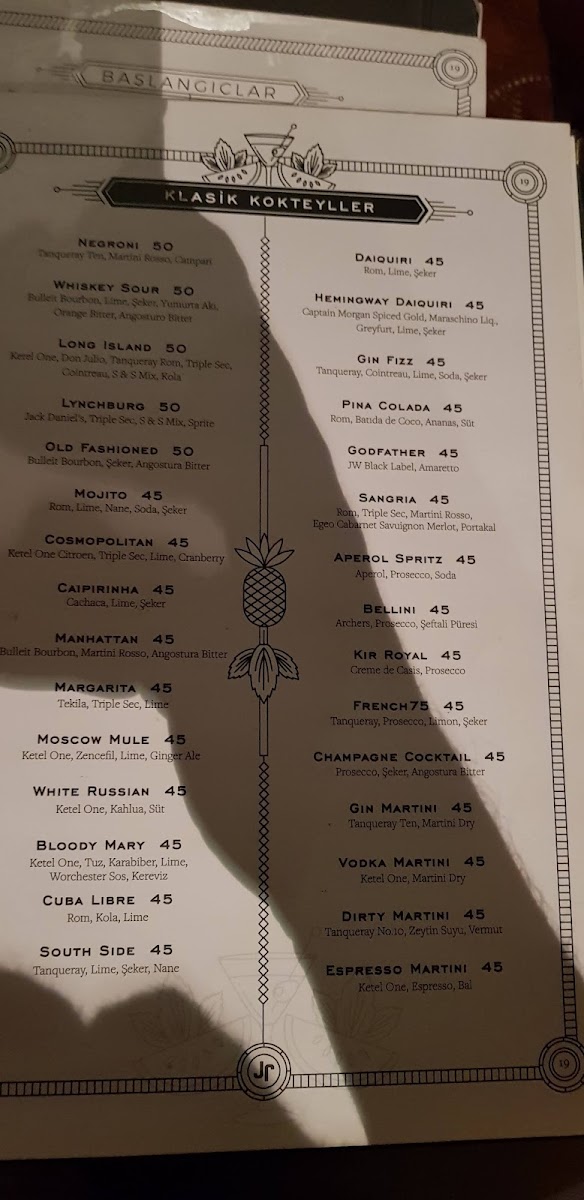 BAŞLANGIÇLAR
19
19
KLASİK KOKTEYLLER
NEGRONI 50
Tanqueray Ten, Martini Rosso, Campari
WHISKEY SOUR 50
Bulleit Bourbon, Lime, Şeker, Yumurta Akı,
Orange Bitter, Angosturo Bitter
LONG ISLAND 50
Ketel One, Don Julio, Tanqueray Rom, Triple Sec,
Cointreau, S & S Mix, Kola
LYNCHBURG 50
Jack Daniel's, Triple Sec, S & S Mix, Sprite
OLD FASHIONED 50
Bulleit Bourbon, Şeker, Angostura Bitter
MOJITO 45
Rom, Lime, Nane, Soda, Şeker
COSMOPOLITAN 45
Ketel One Citroen, Triple Sec, Lime, Cranberry
CAIPIRINHA 45
Cachaca, Lime, Şeker
MANHATTAN 45
Bulleit Bourbon, Martini Rosso, Angostura Bitter
MARGARITA 45
Tekila, Triple Sec, Lime
MOSCOW MULE 45
Ketel One, Zencefil, Lime, Ginger Ale
WHITE RUSSIAN 45
Ketel One, Kahlua, Süt
BLOODY MARY 45
Ketel One, Tuz, Karabiber, Lime,
Worchester Sos, Kereviz
CUBA LIBRE 45
Rom, Kola, Lime
SOUTH SIDE 45
Tanqueray, Lime, Şeker, Nane
DAIQUIRI 45
Rom, Lime, Şeker
HEMINGWAY DAIQUIRI 45
Captain Morgan Spiced Gold, Maraschino Liq.,
Greyfurt, Lime, Şeker
GIN FIZZ 45
Tanqueray, Cointreau, Lime, Soda, Şeker
PINA COLADA 45
Rom, Batıda de Coco, Ananas, Süt
GODFATHER 45
JW Black Label, Amaretto
SANGRIA 45
Rom, Triple Sec, Martini Rosso,
Egeo Cabarnet Savuignon Merlot, Portakal
APEROL SPRITZ 45
Aperol, Prosecco, Soda
BELLINI 45
Archers, Prosecco, Şeftali Püresi
KIR ROYAL 45
Creme de Casis, Prosecco
FRENCH75 45
Tanqueray, Prosecco, Limon, Şeker
CHAMPAGNE COCKTAIL 45
Prosecco, Şeker, Angostura Bitter
GIN MARTINI 45
Tanqueray Ten, Martini Dry
VODKA MARTINI 45
Ketel One, Martini Dry
DIRTY MARTINI 45
Tanqueray No.10, Zeytin Suyu, Vermut
ESPRESSO MARTINI 45
Ketel One, Espresso, Bal
Jr
19